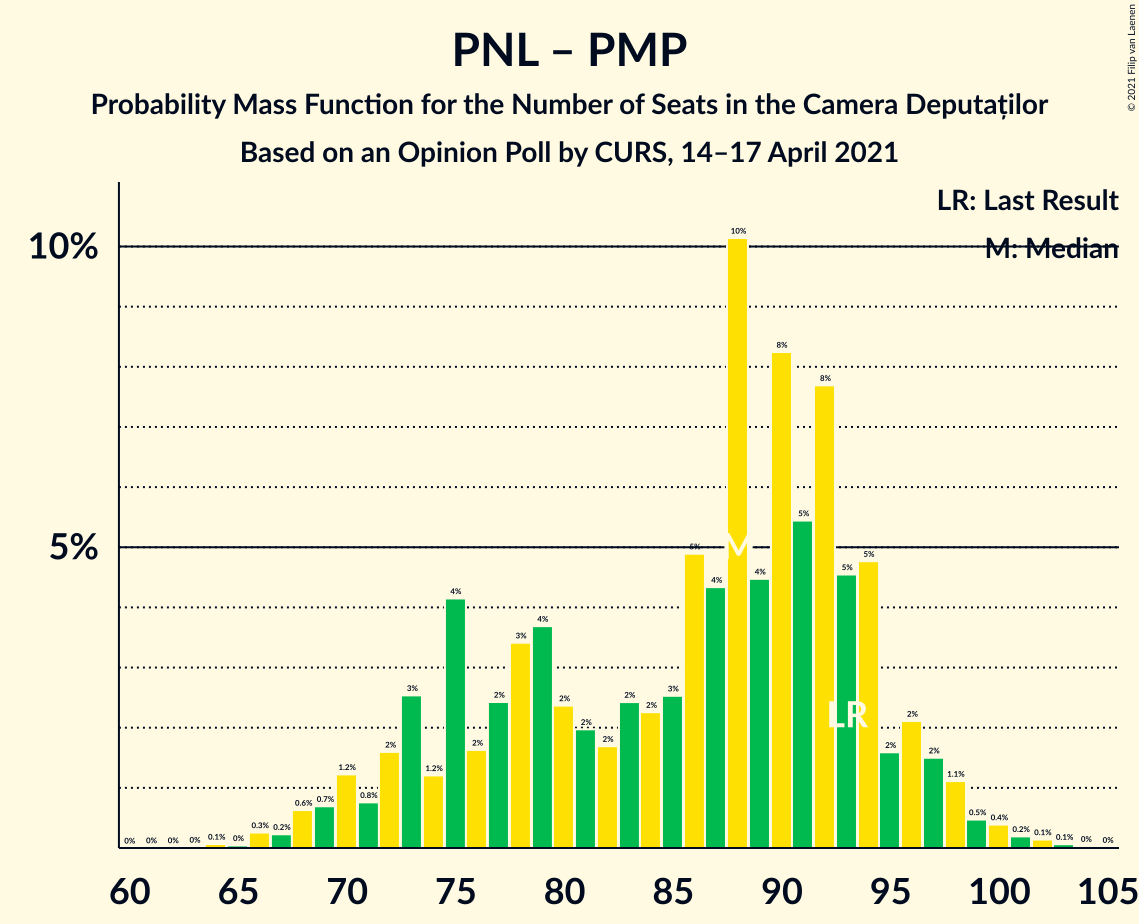 © 2021 Filip van Laenen
PNL – PMP
Probability Mass Function for the Number of Seats in the Camera Deputaților
Based on an Opinion Poll by CURS, 14–17 April 2021
LR: Last Result
M: Median
10%
5%
0% 0% 0% 0% 0.1% 0% 0.3% 0.2% 0.6% 0.7% 1.2% 0.8% 2% 3% 1.2% 4% 2% 2% 3% 4% 2% 2% 2% 2% 2% 3% 5% 4% 10% 4% 8% 5% 8% 5% 5% 2% 2% 2% 1.1% 0.5% 0.4% 0.2% 0.1% 0.1% 0% 0%
M
LR
60 65 70 75 80 85 90 95 100 105